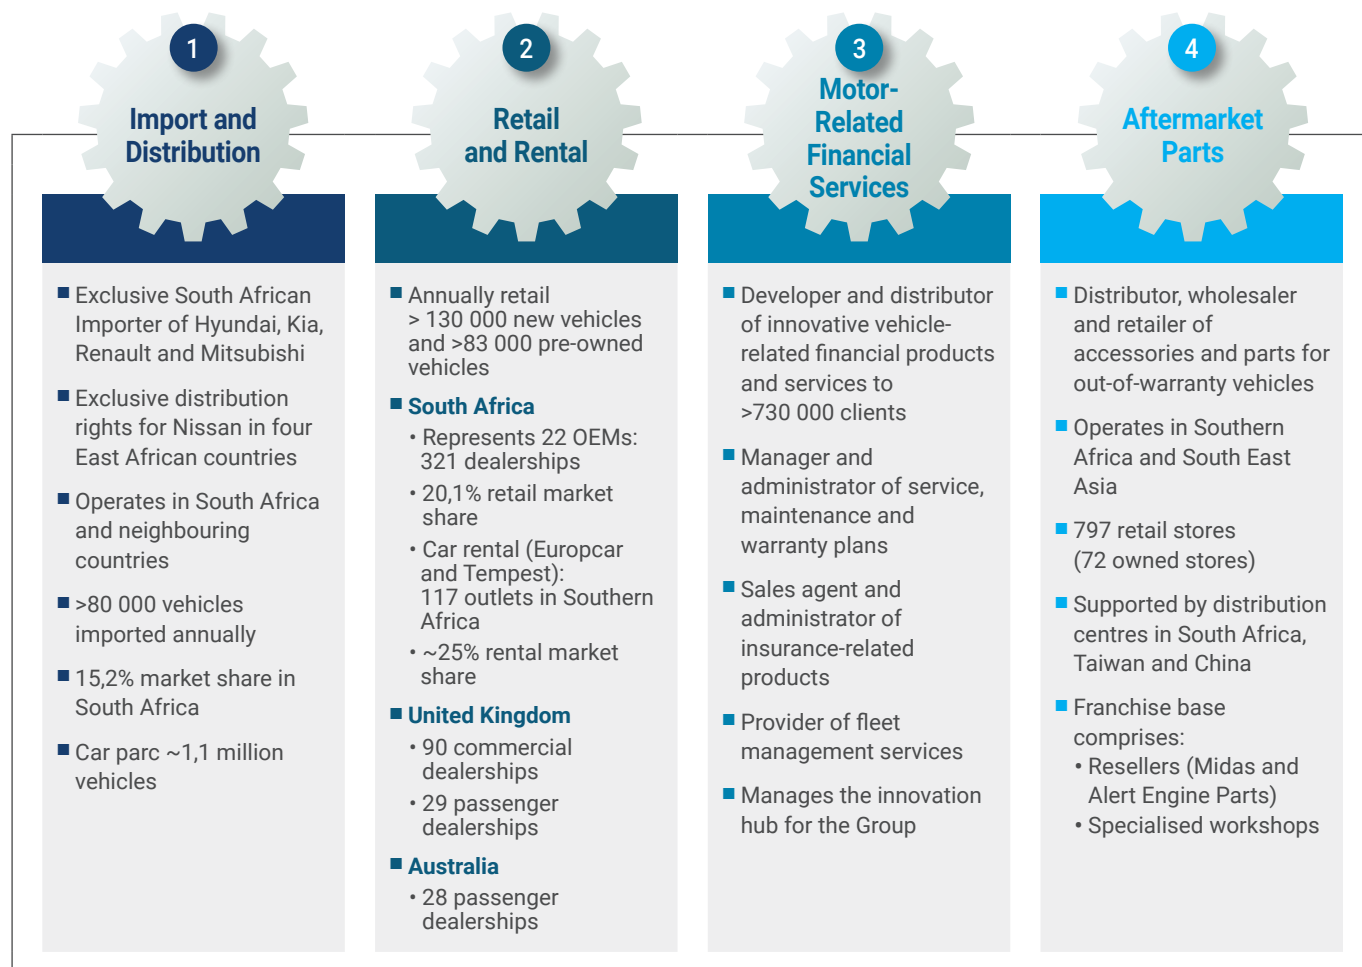 1
Import and
Distribution
Exclusive South African
Importer of Hyundai, Kia,
Renault and Mitsubishi
Exclusive distribution
rights for Nissan in four
East African countries
Operates in South Africa
and neighbouring
countries
>80 000 vehicles
imported annually
15,2% market share in
South Africa
Car parc ~1,1 million
vehicles
2
Retail
and Rental
Annually retail
> 130 000 new vehicles
and >83 000 pre-owned
vehicles
South Africa
• Represents 22 OEMs:
321 dealerships
• 20,1% retail market
share
• Car rental (Europcar
and Tempest):
117 outlets in Southern
Africa
• ~25% rental market
share
United Kingdom
• 90 commercial
dealerships
• 29 passenger
dealerships
Australia
• 28 passenger
dealerships
3
Motor-
Related
Financial
Services
Developer and distributor
of innovative vehicle-
related financial products
and services to
>730 000 clients
Manager and
administrator of service,
maintenance and
warranty plans
Sales agent and
administrator of
insurance-related
products
Provider of fleet
management services
Manages the innovation
hub for the Group
4
Aftermarket
Parts
Distributor, wholesaler
and retailer of
accessories and parts for
out-of-warranty vehicles
Operates in Southern
Africa and South East
Asia
797 retail stores
(72 owned stores)
Supported by distribution
centres in South Africa,
Taiwan and China
Franchise base
comprises:
• Resellers (Midas and
Alert Engine Parts)
• Specialised workshops